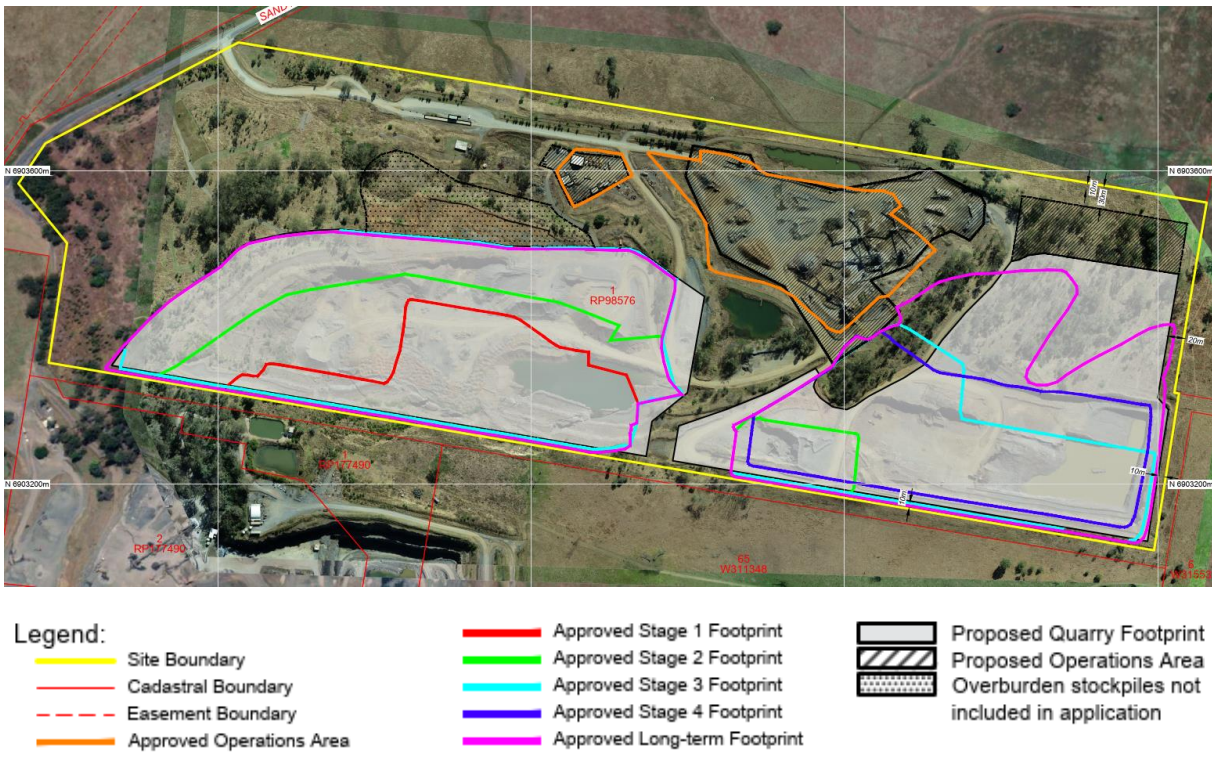 SAND
N 6903600m
N 6903600m
10m
30m
1
RP98576
20m
1
RP177490
10m
N 6903200m
N 6903200m
10m
2
RP177490
65
W311348
Legend:
Site Boundary
Cadastral Boundary
Easement Boundary
Approved Operations Area
Approved Stage 1 Footprint
Approved Stage 2 Footprint
Approved Stage 3 Footprint
Approved Stage 4 Footprint
Approved Long-term Footprint
Proposed Quarry Footprint
Proposed Operations Area
Overburden stockpiles not
included in application